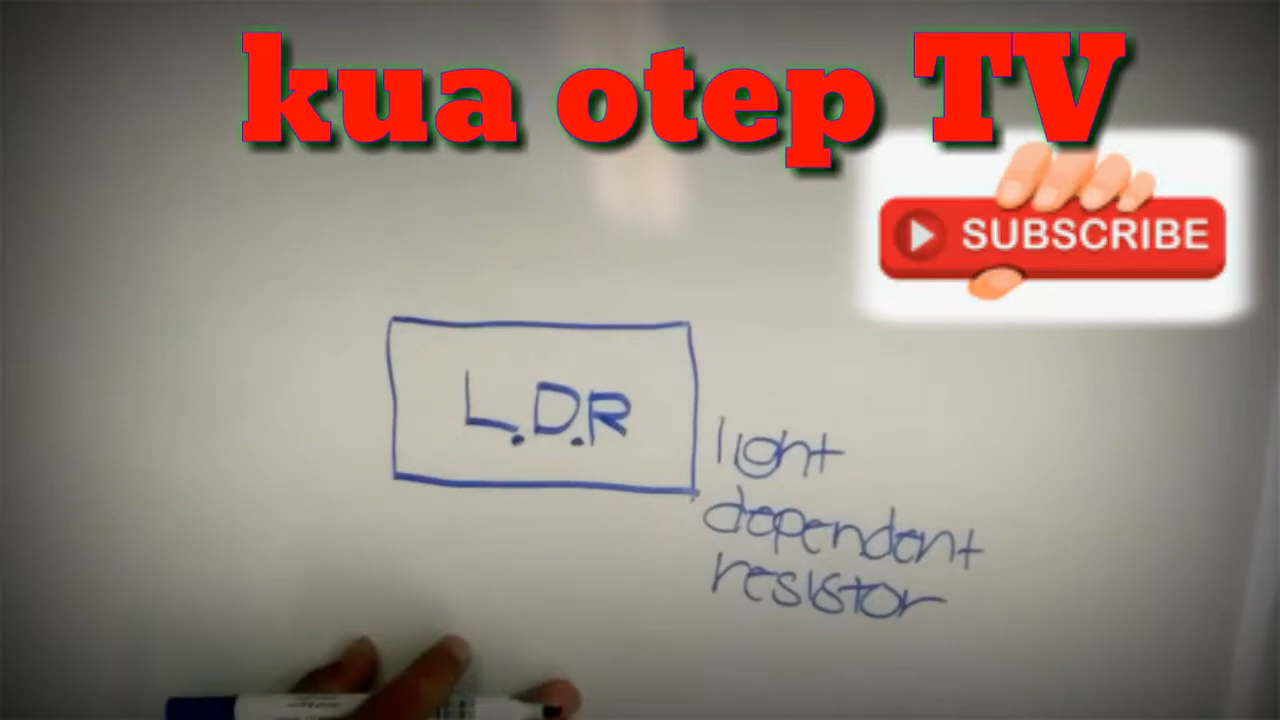 kua otep TV
SUBSCRIBE
L.D.R
light
dependent
resistor